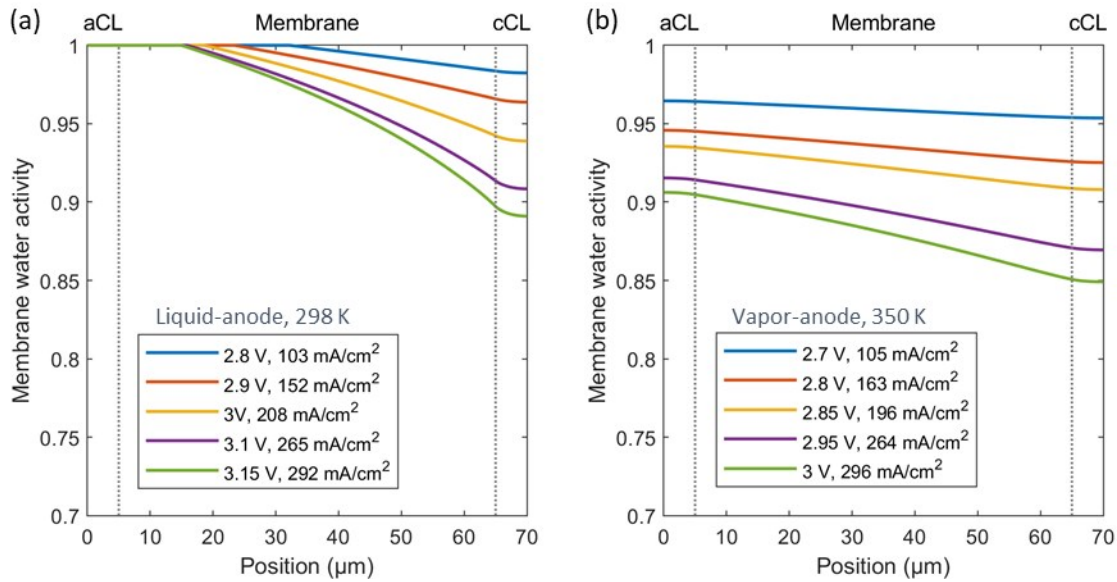 (a)
aCL Membrane cCL
1
0.95
0.9
0.85
0.8
0.75
0.7
Membrane water activity
Liquid-anode, 298 K
2.8 V, 103 mA/cm²
2.9 V, 152 mA/cm²
3V, 208 mA/cm²
3.1 V, 265 mA/cm²
3.15 V, 292 mA/cm²
0 10 20 30 40 50 60 70
Position (µm)
(b)
aCL Membrane cCL
1
0.95
0.9
0.85
0.8
0.75
0.7
Membrane water activity
Vapor-anode, 350 K
2.7 V, 105 mA/cm²
2.8 V, 163 mA/cm²
2.85 V, 196 mA/cm²
2.95 V, 264 mA/cm²
3 V, 296 mA/cm²
0 10 20 30 40 50 60 70
Position (µm)